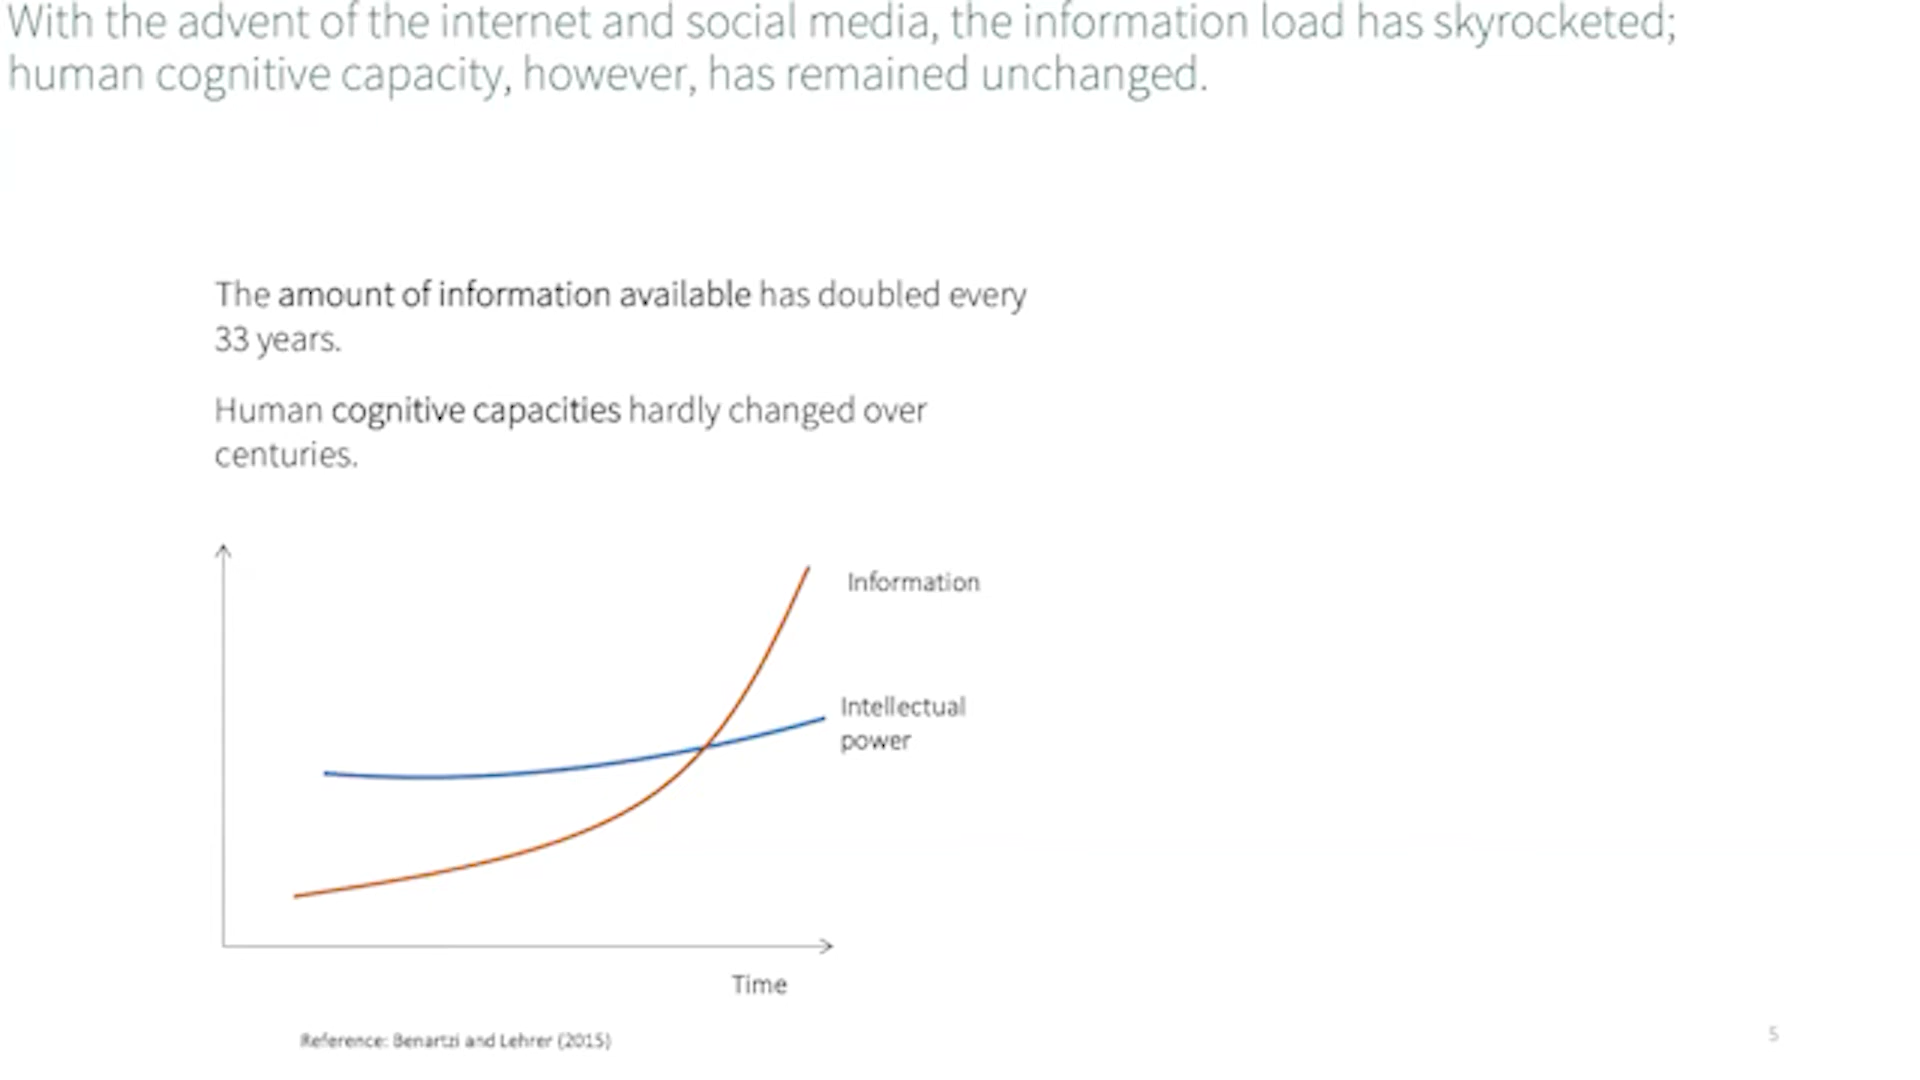 With the advent of the internet and social media, the information load has skyrocketed;
human cognitive capacity, however, has remained unchanged.
The amount of information available has doubled every
33 years.
Human cognitive capacities hardly changed over
centuries.
Information
Intellectual
power
Time
Reference: Benartzi and Lehrer (2015)
5